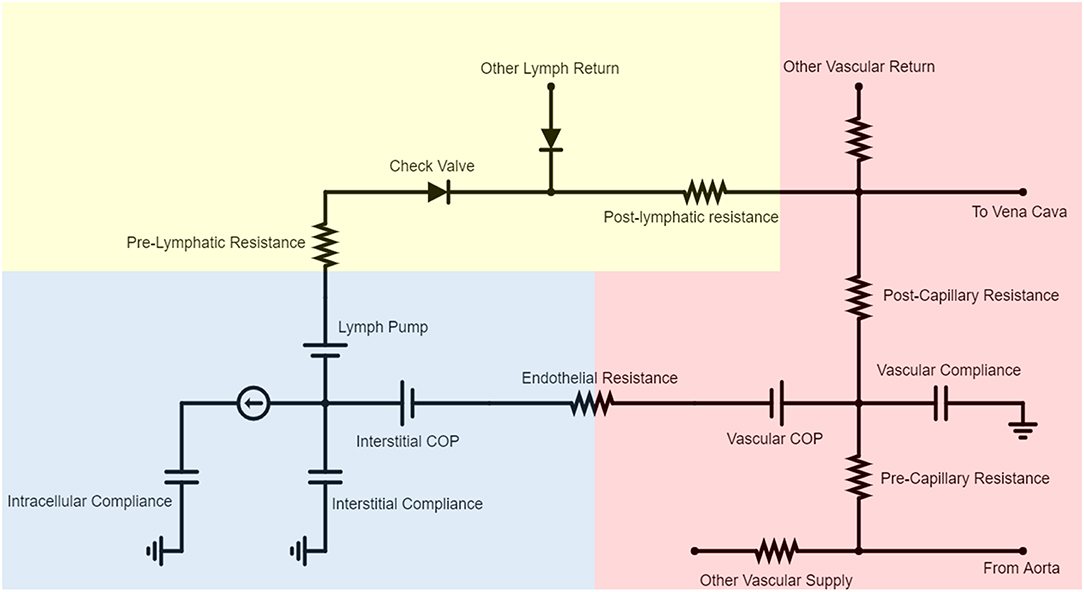 Other Lymph Return
Other Vascular Return
Check Valve
To Vena Cava
Post-lymphatic resistance
Pre-Lymphatic Resistance
Post-Capillary Resistance
Lymph Pump
Endothelial Resistance
Vascular Compliance
Interstitial COP
Vascular COP
Intracellular Compliance
Interstitial Compliance
Pre-Capillary Resistance
From Aorta
Other Vascular Supply